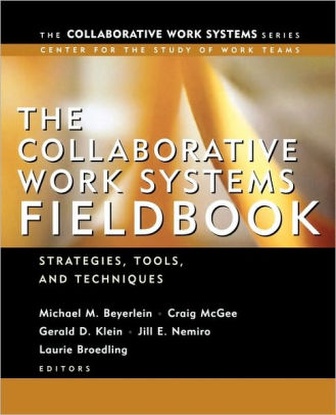 THE COLLABORATIVE WORK SYSTEMS SERIES
CENTER FOR THE STUDY OF WORK TEAMS
THE
COLLABORATIVE
WORK SYSTEMS
FIELDBOOK
STRATEGIES, TOOLS,
AND TECHNIQUES
Michael M. Beyerlein • Craig McGee
Gerald D. Klein • Jill E. Nemiro
Laurie Broedling
EDITORS